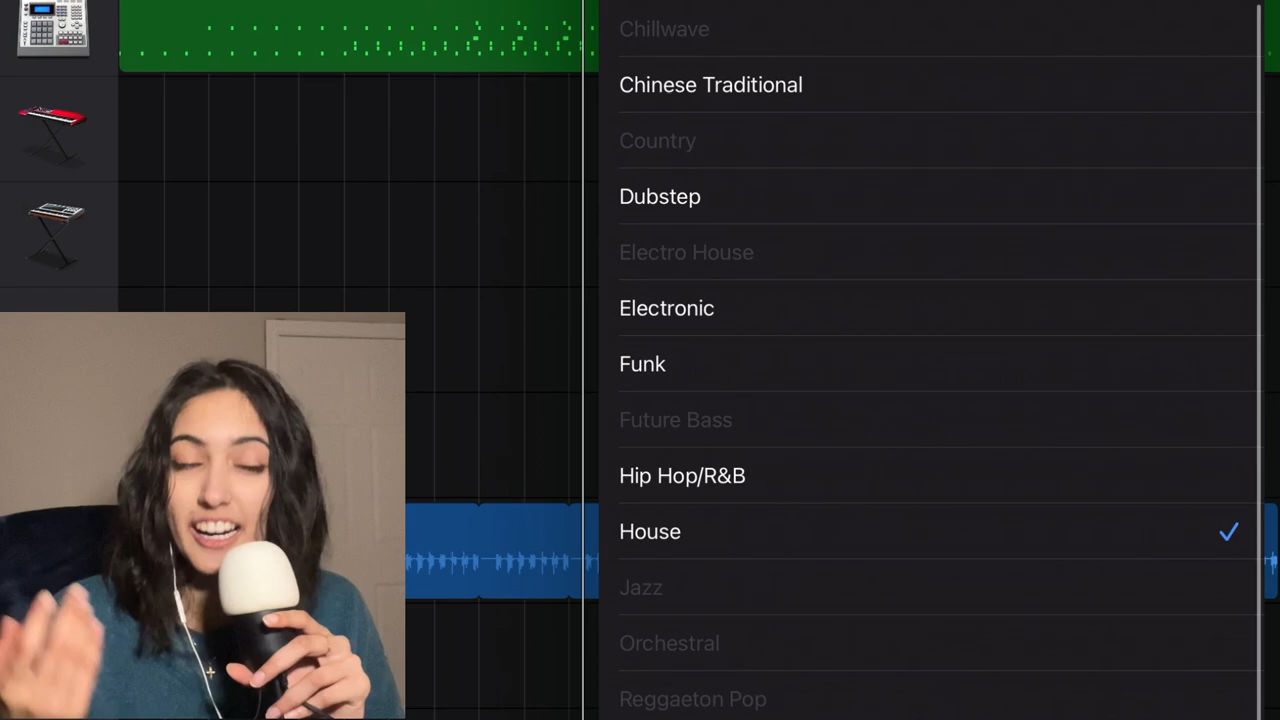 Chillwave
Chinese Traditional
Country
Dubstep
Electro House
Electronic
Funk
Future Bass
Hip Hop/R&B
House
Jazz
Orchestral
Reggaeton Pop